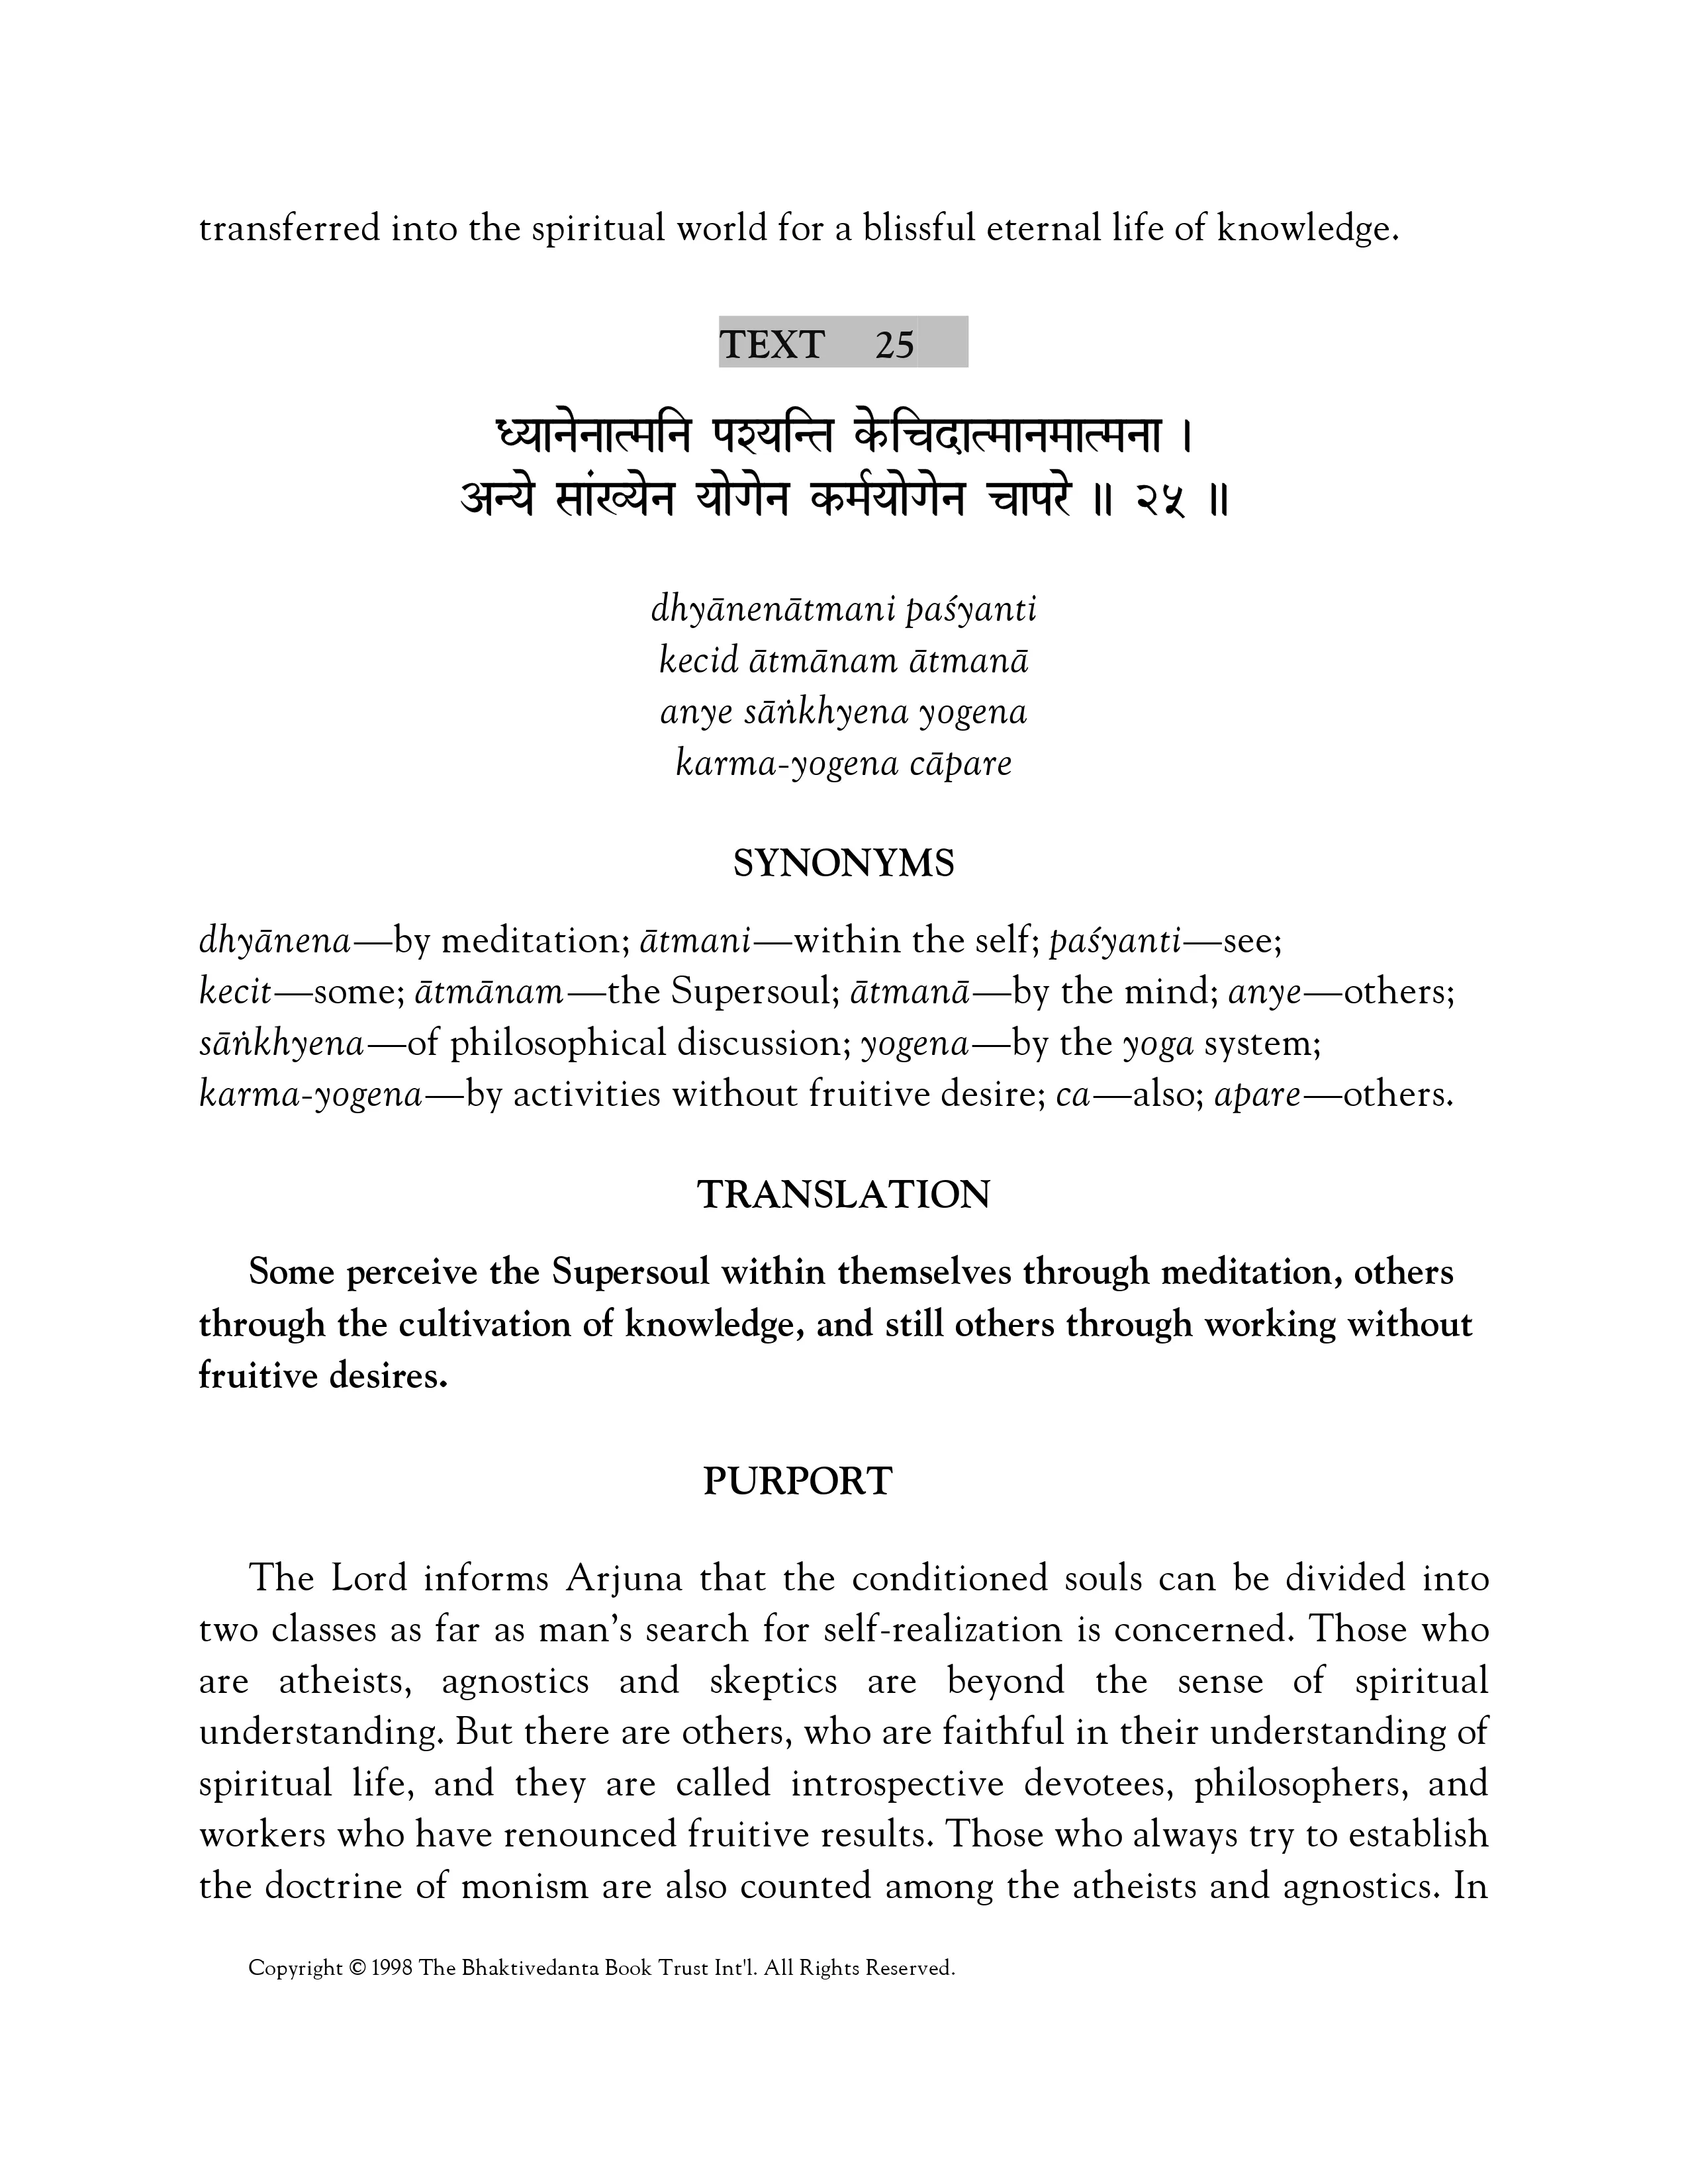 transferred into the spiritual world for a blissful eternal life of knowledge.
TEXT 25
ध्यानेनात्मनि पश्यन्ति केचिदात्मानमात्मना ।
अन्ये सांख्येन योगेन कर्मयोगेन चापरे ॥ २५ ॥
dhyānenātmani paśyanti
kecid ātmānam ātmanā
anye sāṅkhyena yogena
karma-yogena cāpare
SYNONYMS
dhyānena—by meditation; ātmani—within the self; paśyanti—see;
kecit—some; ātmānam—the Supersoul; ātmanā—by the mind; anye—others;
sāṅkhyena—of philosophical discussion; yogena—by the yoga system;
karma-yogena—by activities without fruitive desire; ca—also; apare—others.
TRANSLATION
Some perceive the Supersoul within themselves through meditation, others
through the cultivation of knowledge, and still others through working without
fruitive desires.
PURPORT
The Lord informs Arjuna that the conditioned souls can be divided into
two classes as far as man’s search for self-realization is concerned. Those who
are atheists, agnostics and skeptics are beyond the sense of spiritual
understanding. But there are others, who are faithful in their understanding of
spiritual life, and they are called introspective devotees, philosophers, and
workers who have renounced fruitive results. Those who always try to establish
the doctrine of monism are also counted among the atheists and agnostics. In
Copyright © 1998 The Bhaktivedanta Book Trust Int'l. All Rights Reserved.